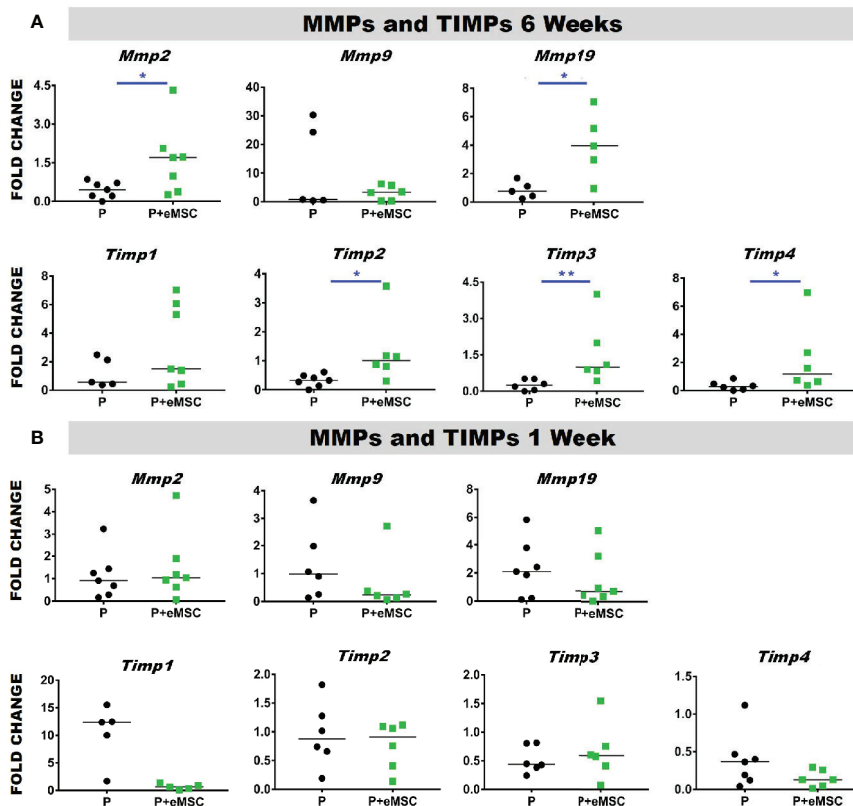 A
MMPs and TIMPs 6 Weeks
Mmp2
Mmp9
Mmp19
FOLD CHANGE
4.5
3.0
1.5
0.0
*
P
P+eMSC
40
30
20
10
0
P
P+eMSC
8
6
4
2
0
*
P
P+eMSC
Timp1
Timp2
Timp3
Timp4
FOLD CHANGE
8
6
4
2
0
P
P+eMSC
4
3
2
1
0
*
P
P+eMSC
4.5
3.0
1.5
0.0
**
P
P+eMSC
8
6
4
2
0
*
P
P+eMSC
B
MMPs and TIMPs 1 Week
Mmp2
Mmp9
Mmp19
FOLD CHANGE
5
4
3
2
1
0
P
P+eMSC
4
3
2
1
0
P
P+eMSC
8
6
4
2
0
P
P+eMSC
Timp1
Timp2
Timp3
Timp4
FOLD CHANGE
20
15
10
5
0
P
P+eMSC
2.0
1.5
1.0
0.5
0.0
P
P+eMSC
2.0
1.5
1.0
0.5
0.0
P
P+eMSC
1.5
1.0
0.5
0.0
P
P+eMSC